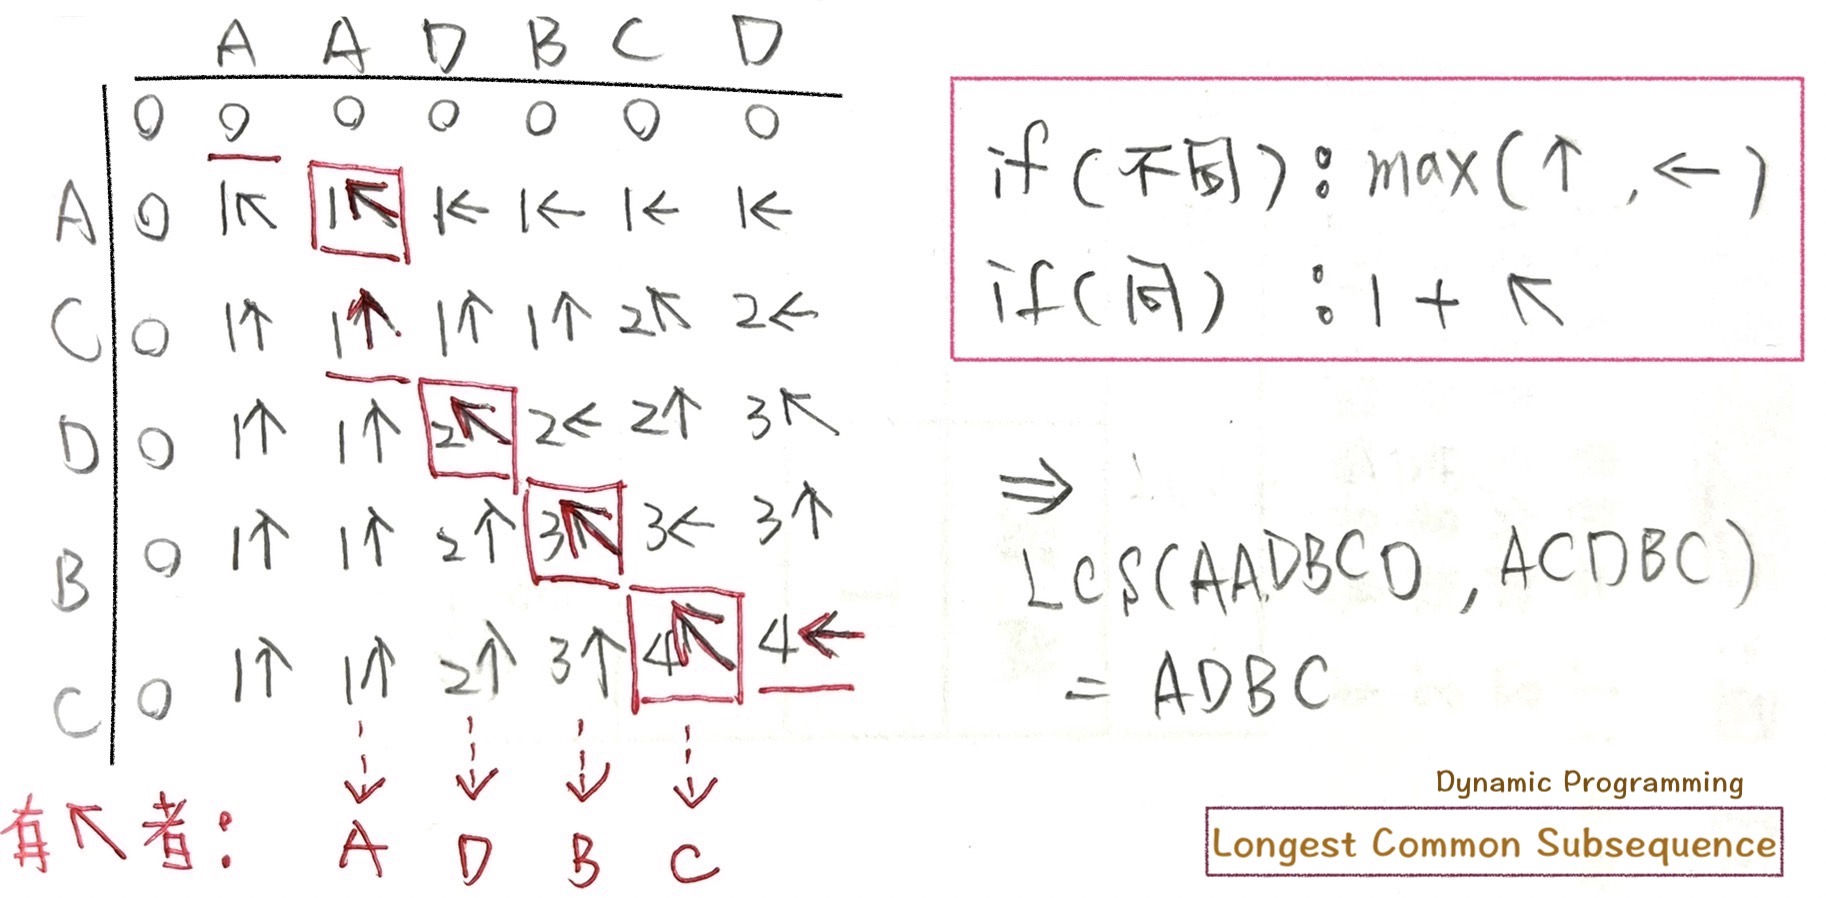 A A D B C D
0 0 0 0 0 0 0
A 0 1↖ 1↖ 1← 1← 1← 1←
C 0 1↑ 1↑ 1↑ 1↑ 2↖ 2←
D 0 1↑ 1↑ 2↖ 2← 2↑ 3↖
B 0 1↑ 1↑ 2↑ 3↖ 3← 3↑
C 0 1↑ 1↑ 2↑ 3↑ 4↖ 4←
有↖者: A D B C
if(不同): max(↑, ←)
if(同) : 1 + ↖
⇒
LCS(AADBCD, ACDBC)
= ADBC
Dynamic Programming
Longest Common Subsequence